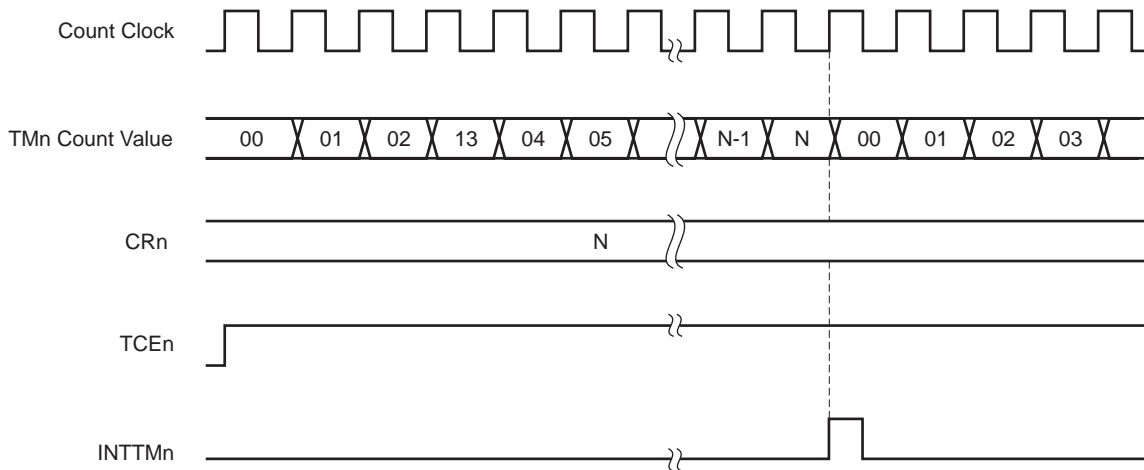 Count Clock
TMn Count Value 00 01 02 13 04 05 N-1 N 00 01 02 03
CRn N
TCEn
INTTMn